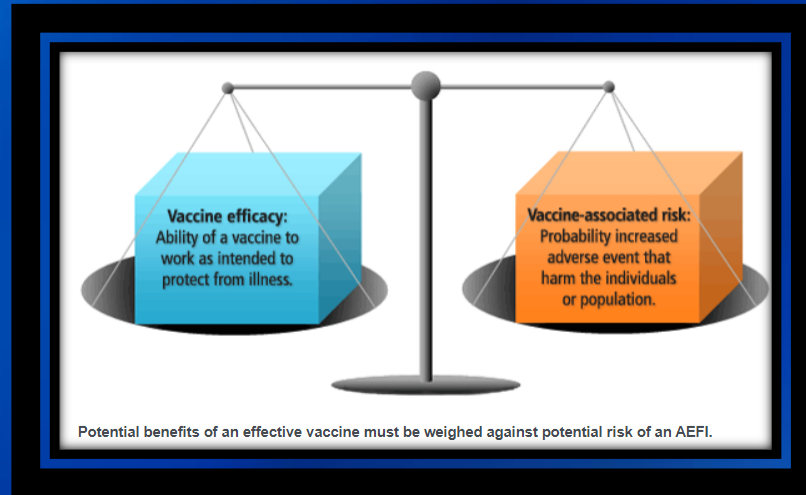 Vaccine efficacy:
Ability of a vaccine to
work as intended to
protect from illness.
Vaccine-associated risk:
Probability increased
adverse event that
harm the individuals
or population.
Potential benefits of an effective vaccine must be weighed against potential risk of an AEFI.